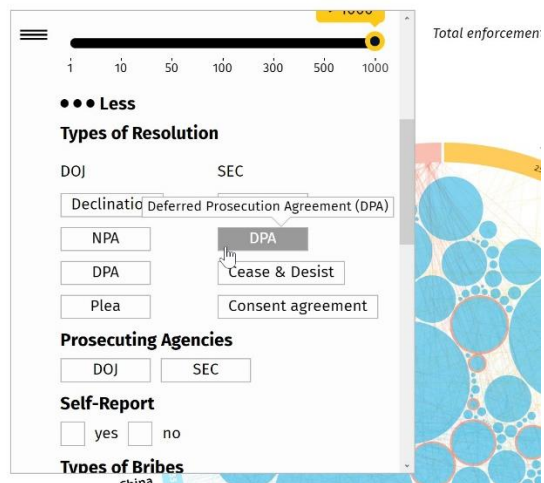 > 1000
Total enforcement
1 10 50 100 300 500 1000
Less
Types of Resolution
DOJ SEC
Declinatio
Deferred Prosecution Agreement (DPA)
NPA DPA
DPA Cease & Desist
Plea Consent agreement
Prosecuting Agencies
DOJ SEC
Self-Report
yes no
Types of Bribes
China